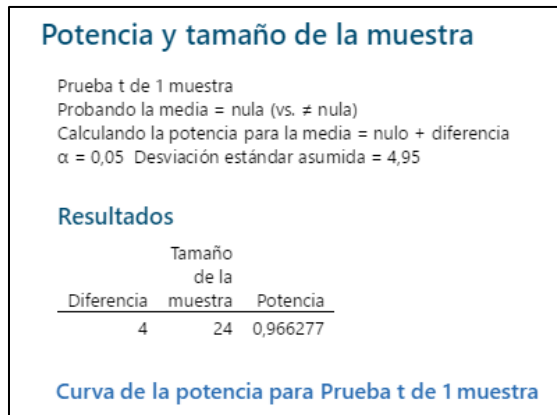 Potencia y tamaño de la muestra
Prueba t de 1 muestra
Probando la media = nula (vs. ≠ nula)
Calculando la potencia para la media = nulo + diferencia
α = 0,05 Desviación estándar asumida = 4,95
Resultados
Tamaño
de la
Diferencia muestra Potencia
4 24 0,966277
Curva de la potencia para Prueba t de 1 muestra